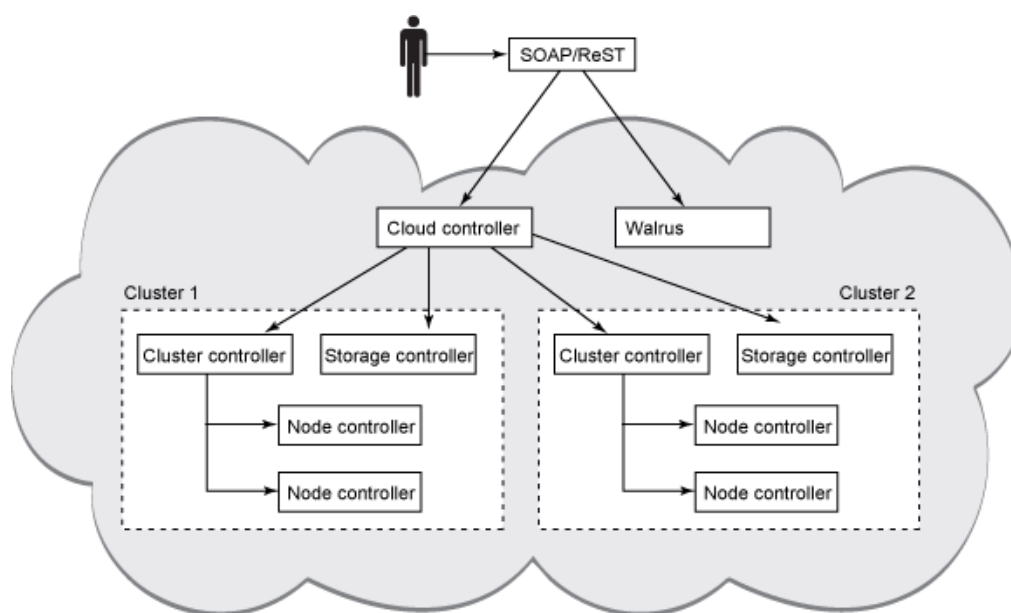 SOAP/ReST
Cloud controller
Walrus
Cluster 1
Cluster 2
Cluster controller
Storage controller
Cluster controller
Storage controller
Node controller
Node controller
Node controller
Node controller